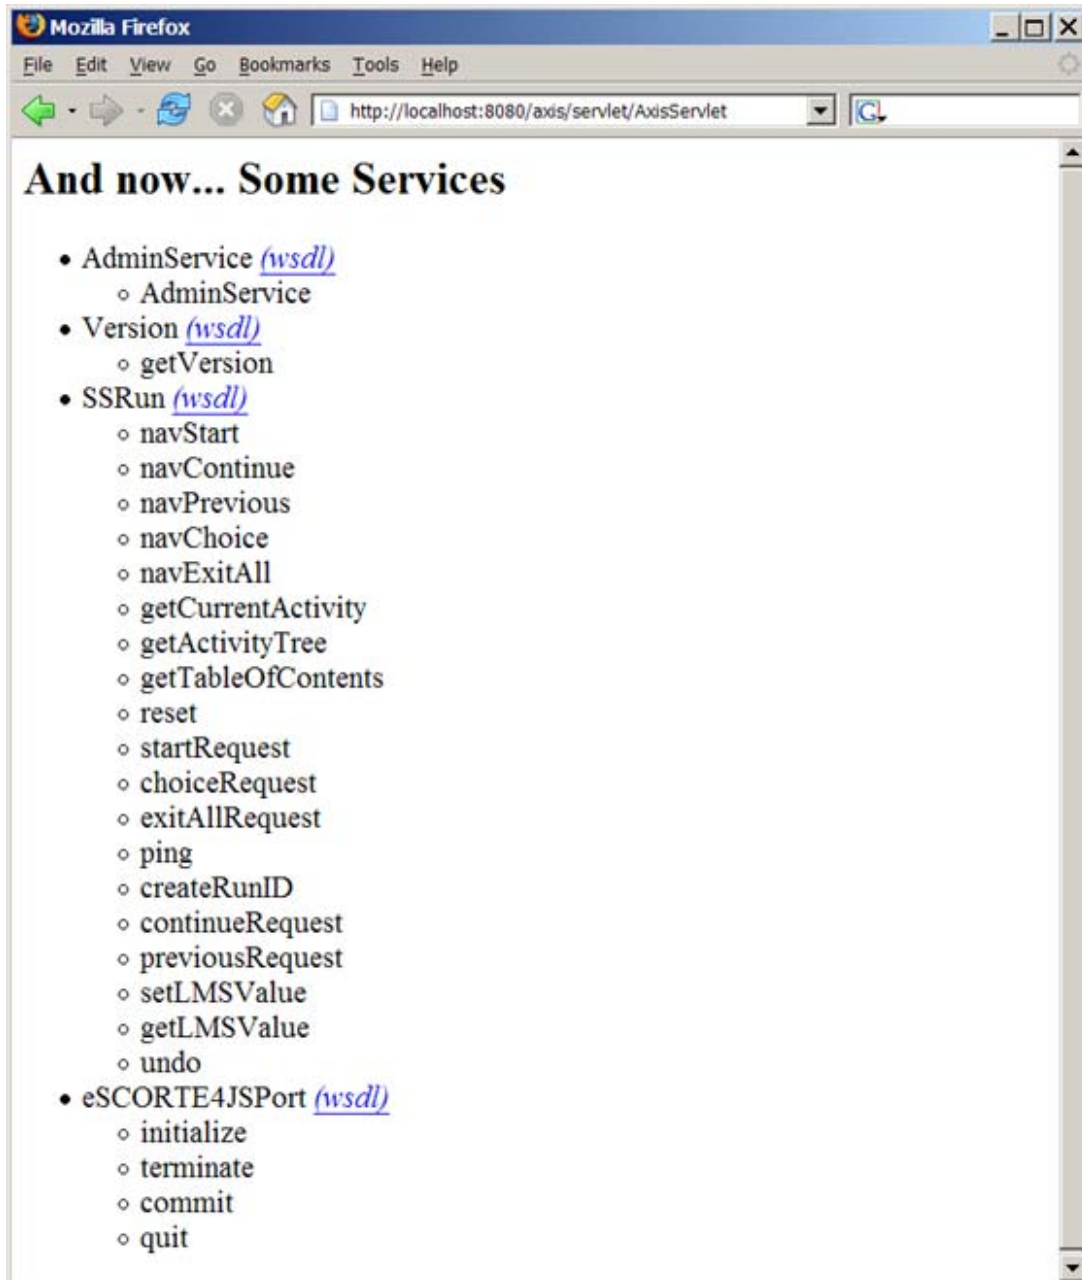 Mozilla Firefox
File Edit View Go Bookmarks Tools Help
http://localhost:8080/axis/servlet/AxisServlet G
And now... Some Services
AdminService (wsdl)
AdminService
Version (wsdl)
getVersion
SSRun (wsdl)
navStart
navContinue
navPrevious
navChoice
navExitAll
getCurrentActivity
getActivityTree
getTableOfContents
reset
startRequest
choiceRequest
exitAllRequest
ping
createRunID
continueRequest
previousRequest
setLMSValue
getLMSValue
undo
eSCORTE4JSPort (wsdl)
initialize
terminate
commit
quit